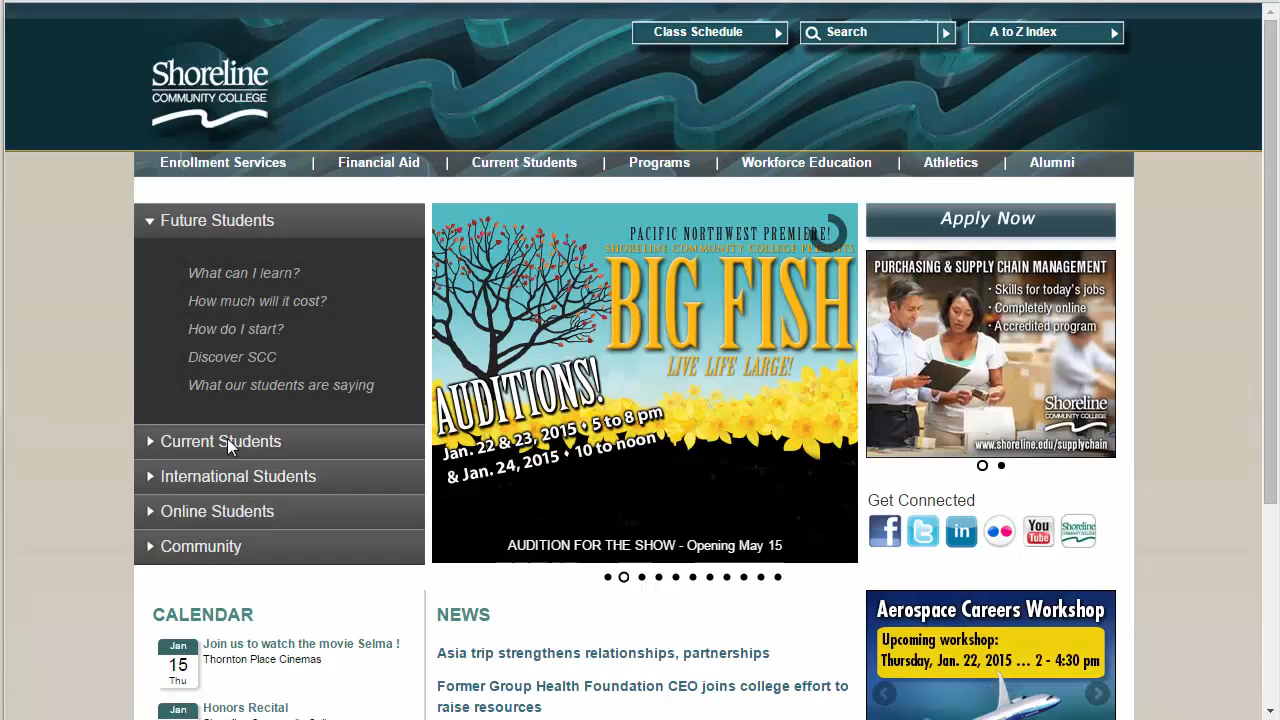 Class Schedule
Search
A to Z Index
Shoreline
COMMUNITY COLLEGE
Enrollment Services | Financial Aid | Current Students | Programs | Workforce Education | Athletics | Alumni
Future Students
What can I learn?
How much will it cost?
How do I start?
Discover SCC
What our students are saying
Current Students
International Students
Online Students
Community
PACIFIC NORTHWEST PREMIERE!
SHORELINE COMMUNITY COLLEGE PRESENTS
BIG FISH
LIVE LIFE LARGE!
AUDITIONS!
Jan. 22 & 23, 2015 • 5 to 8 pm
& Jan. 24, 2015 • 10 to noon
AUDITION FOR THE SHOW - Opening May 15
Apply Now
PURCHASING & SUPPLY CHAIN MANAGEMENT
• Skills for today's jobs
• Completely online
• Accredited program
Shoreline
COMMUNITY COLLEGE
www.shoreline.edu/supplychain
Get Connected
You
Tube
Shoreline
CALENDAR
Jan
15
Thu
Join us to watch the movie Selma !
Thornton Place Cinemas
Jan
Honors Recital
NEWS
Asia trip strengthens relationships, partnerships
Former Group Health Foundation CEO joins college effort to
raise resources
Aerospace Careers Workshop
Upcoming workshop:
Thursday, Jan. 22, 2015 ... 2 - 4:30 pm